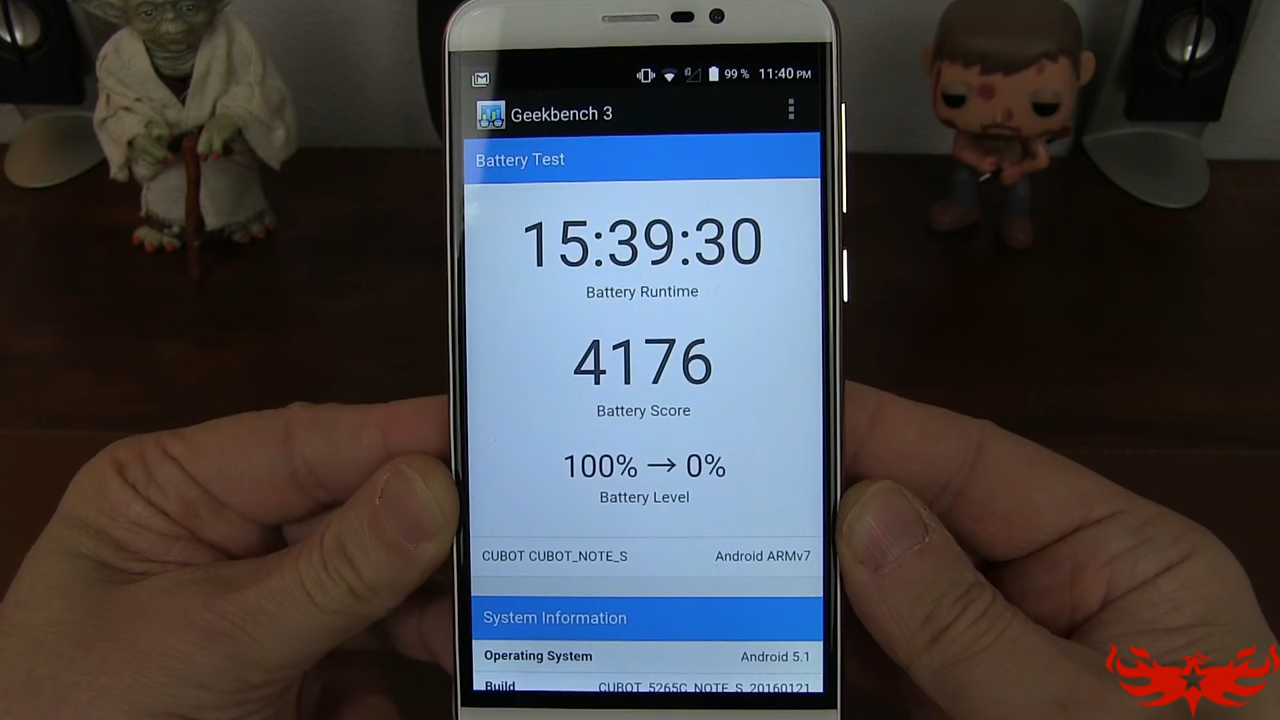 99 % 11:40 PM
Geekbench 3
Battery Test
15:39:30
Battery Runtime
4176
Battery Score
100% → 0%
Battery Level
CUBOT CUBOT_NOTE_S Android ARMv7
System Information
Operating System Android 5.1
Build CUBOT_5265C_NOTE_S_20160121